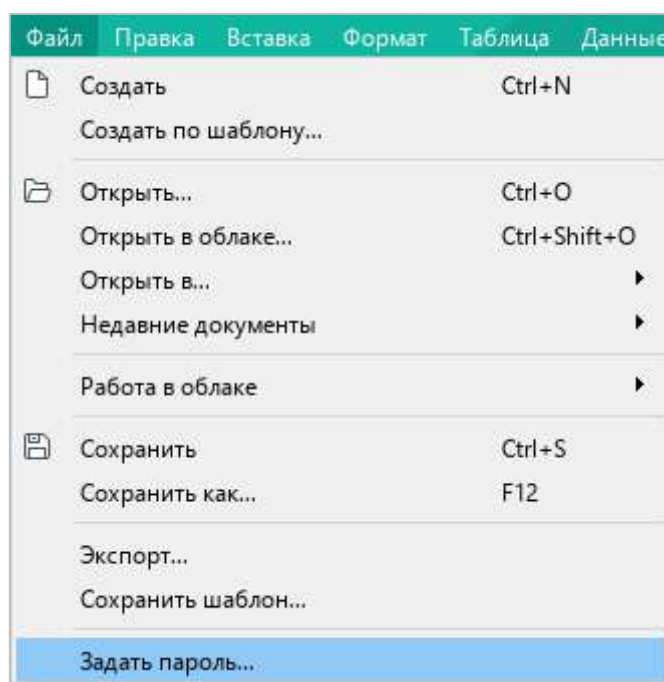 Файл Правка Вставка Формат Таблица Данные
Создать Ctrl+N
Создать по шаблону...
Открыть... Ctrl+O
Открыть в облаке... Ctrl+Shift+O
Открыть в...
Недавние документы
Работа в облаке
Сохранить Ctrl+S
Сохранить как... F12
Экспорт...
Сохранить шаблон...
Задать пароль...